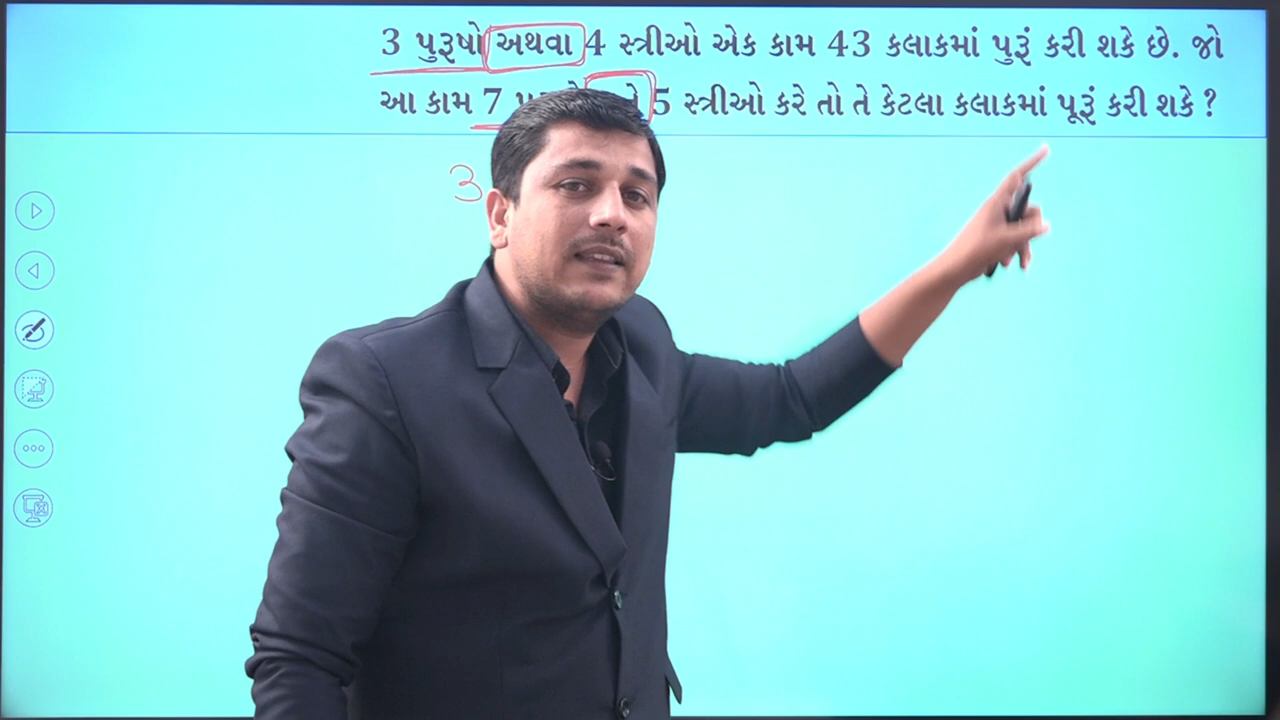 3 પુરૂષો અથવા 4 સ્ત્રીઓ એક કામ 43 કલાકમાં પુરૂં કરી શકે છે. જો
આ કામ 7 5 સ્ત્રીઓ કરે તો તે કેટલા કલાકમાં પૂરૂં કરી શકે ?
3